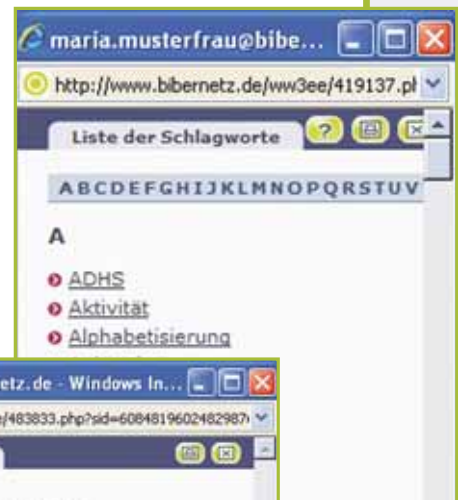 maria.musterfrau@bibe...
http://www.bibernetz.de/ww3ee/419137.pl
Liste der Schlagworte ?
ABCDEFGHIJKLMNOPQRSTUV
A
ADHS
Aktivität
Alphabetisierung
etz.de - Windows In...
e/483833.php?sid=6084819602482987